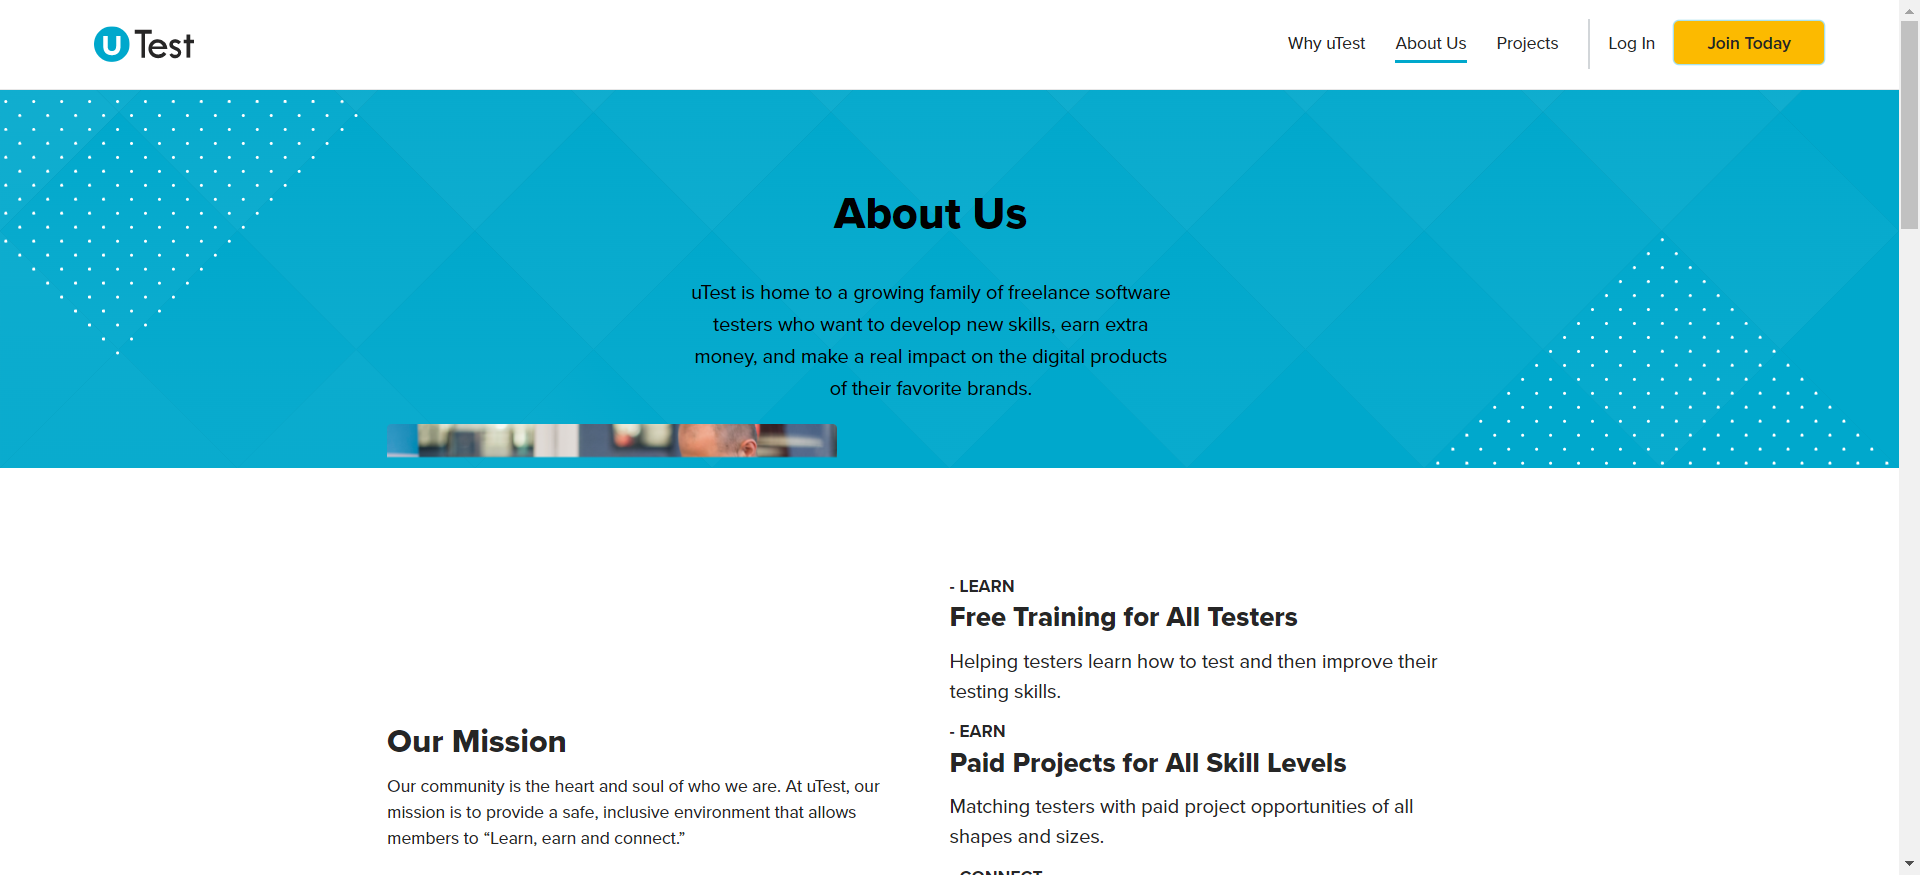 uTest
Why uTest
About Us
Projects
Log In
Join Today
About Us
uTest is home to a growing family of freelance software
testers who want to develop new skills, earn extra
money, and make a real impact on the digital products
of their favorite brands.
Our Mission
Our community is the heart and soul of who we are. At uTest, our
mission is to provide a safe, inclusive environment that allows
members to “Learn, earn and connect.”
- LEARN
Free Training for All Testers
Helping testers learn how to test and then improve their
testing skills.
- EARN
Paid Projects for All Skill Levels
Matching testers with paid project opportunities of all
shapes and sizes.
- CONNECT